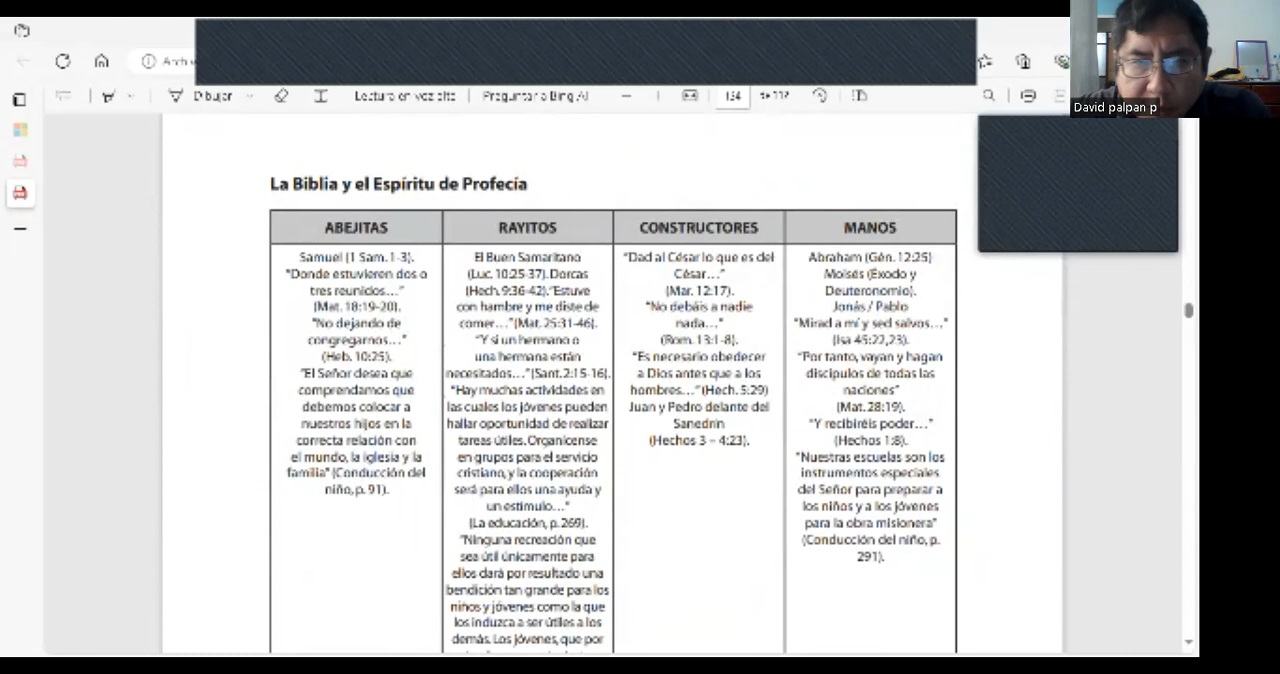 Dibujar
Lectura en voz alta
Preguntar a Bing AI
134
David palpan p
La Biblia y el Espíritu de Profecía
ABEJITAS
Samuel (1 Sam. 1-3).
"Donde estuvieren dos o
tres reunidos…"
(Mat. 18:19-20).
"No dejando de
congregarnos…"
(Heb. 10:25).
"El Señor desea que
comprendamos que
debemos colocar a
nuestros hijos en la
correcta relación con
el mundo, la iglesia y la
familia" (Conducción del
niño, p. 91).
RAYITOS
El Buen Samaritano
(Luc. 10:25-37). Dorcas
(Hech. 9:36-42). "Estuve
con hambre y me diste de
comer…" (Mat. 25:31-46).
"Y si un hermano o
una hermana están
necesitados…" (Sant. 2:15-16).
"Hay muchas actividades en
las cuales los jóvenes pueden
hallar oportunidad de realizar
tareas útiles. Organícense
en grupos para el servicio
cristiano, y la cooperación
será para ellos una ayuda y
un estímulo…"
(La educación, p. 269).
"Ninguna recreación que
sea útil únicamente para
ellos dará por resultado una
bendición tan grande para los
niños y jóvenes como la que
los induzca a ser útiles a los
demás. Los jóvenes, que por
CONSTRUCTORES
"Dad al César lo que es del
César…"
(Mar. 12:17).
"No debáis a nadie
nada…"
(Rom. 13:1-8).
"Es necesario obedecer
a Dios antes que a los
hombres…" (Hech. 5:29)
Juan y Pedro delante del
Sanedrín
(Hechos 3 – 4:23).
MANOS
Abraham (Gén. 12:25)
Moisés (Éxodo y
Deuteronomio).
Jonás / Pablo
"Mirad a mí y sed salvos…"
(Isa 45:22,23).
"Por tanto, vayan y hagan
discípulos de todas las
naciones"
(Mat. 28:19).
"Y recibiréis poder…"
(Hechos 1:8).
"Nuestras escuelas son los
instrumentos especiales
del Señor para preparar a
los niños y a los jóvenes
para la obra misionera"
(Conducción del niño, p.
291).